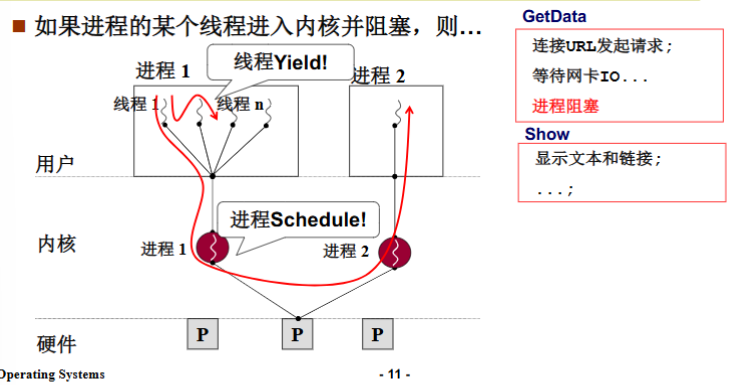 如果进程的某个线程进入内核并阻塞，则…
GetData
连接URL发起请求;
等待网卡IO...
进程阻塞
Show
显示文本和链接;
...;
进程 1
线程Yield!
进程 2
线程 1
线程 n
用户
进程Schedule!
内核
进程 1
进程 2
硬件
P
P
P
Operating Systems
- 11 -